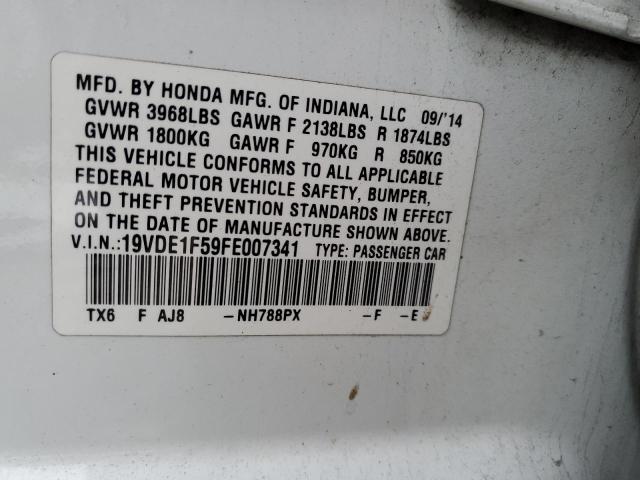 MFD. BY HONDA MFG. OF INDIANA, LLC 09/'14
GVWR 3968LBS GAWR F 2138LBS R 1874LBS
GVWR 1800KG GAWR F 970KG R 850KG
THIS VEHICLE CONFORMS TO ALL APPLICABLE
FEDERAL MOTOR VEHICLE SAFETY, BUMPER,
AND THEFT PREVENTION STANDARDS IN EFFECT
ON THE DATE OF MANUFACTURE SHOWN ABOVE.
V.I.N.:19VDE1F59FE007341 TYPE: PASSENGER CAR
TX6 F AJ8 -NH788PX -F -E